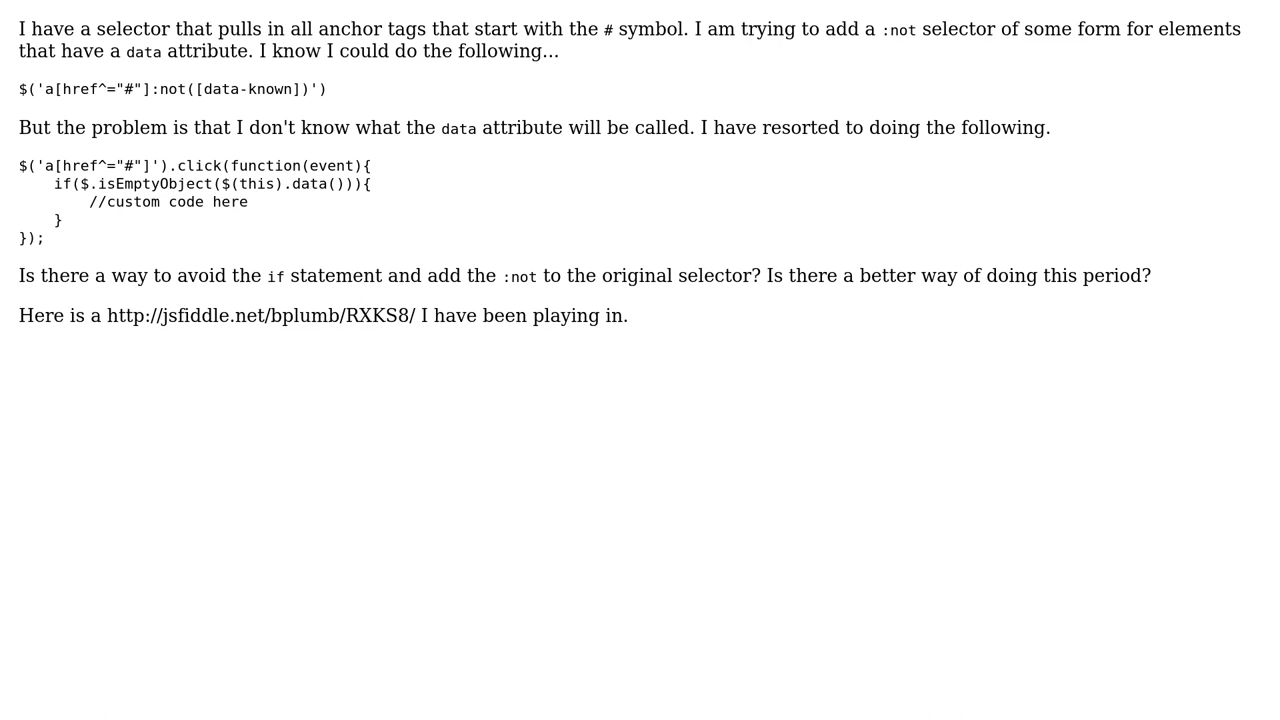 I have a selector that pulls in all anchor tags that start with the # symbol. I am trying to add a :not selector of some form for elements
that have a data attribute. I know I could do the following...
$('a[href^="#"]:not([data-known])')
But the problem is that I don't know what the data attribute will be called. I have resorted to doing the following.
$('a[href^="#"]').click(function(event){
    if($.isEmptyObject($(this).data())){
        //custom code here
    }
});
Is there a way to avoid the if statement and add the :not to the original selector? Is there a better way of doing this period?
Here is a http://jsfiddle.net/bplumb/RXKS8/ I have been playing in.